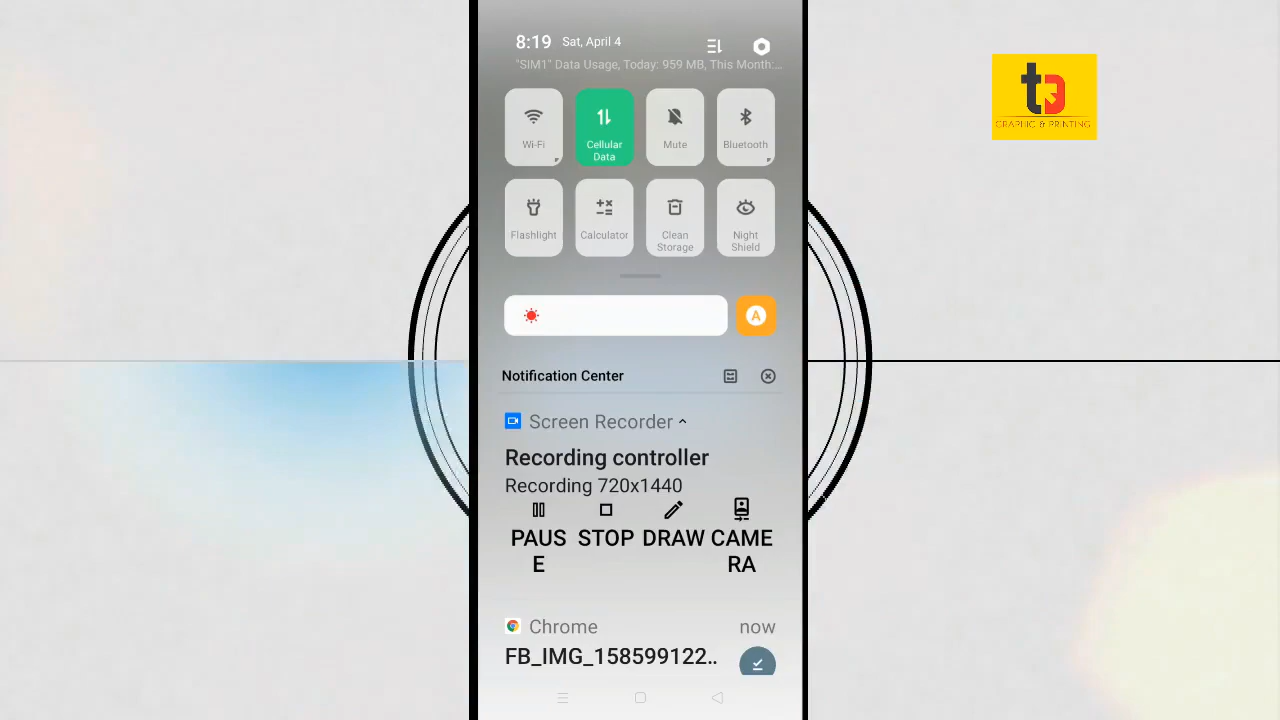 8:19 Sat, April 4
"SIM1" Data Usage, Today: 959 MB, This Month:...
Wi-Fi
Cellular
Data
Mute
Bluetooth
Flashlight
Calculator
Clean
Storage
Night
Shield
A
Notification Center
Screen Recorder
Recording controller
Recording 720x1440
PAUS
E
STOP
DRAW
CAME
RA
Chrome
now
FB_IMG_158599122..
GRAPHIC & PRINTING